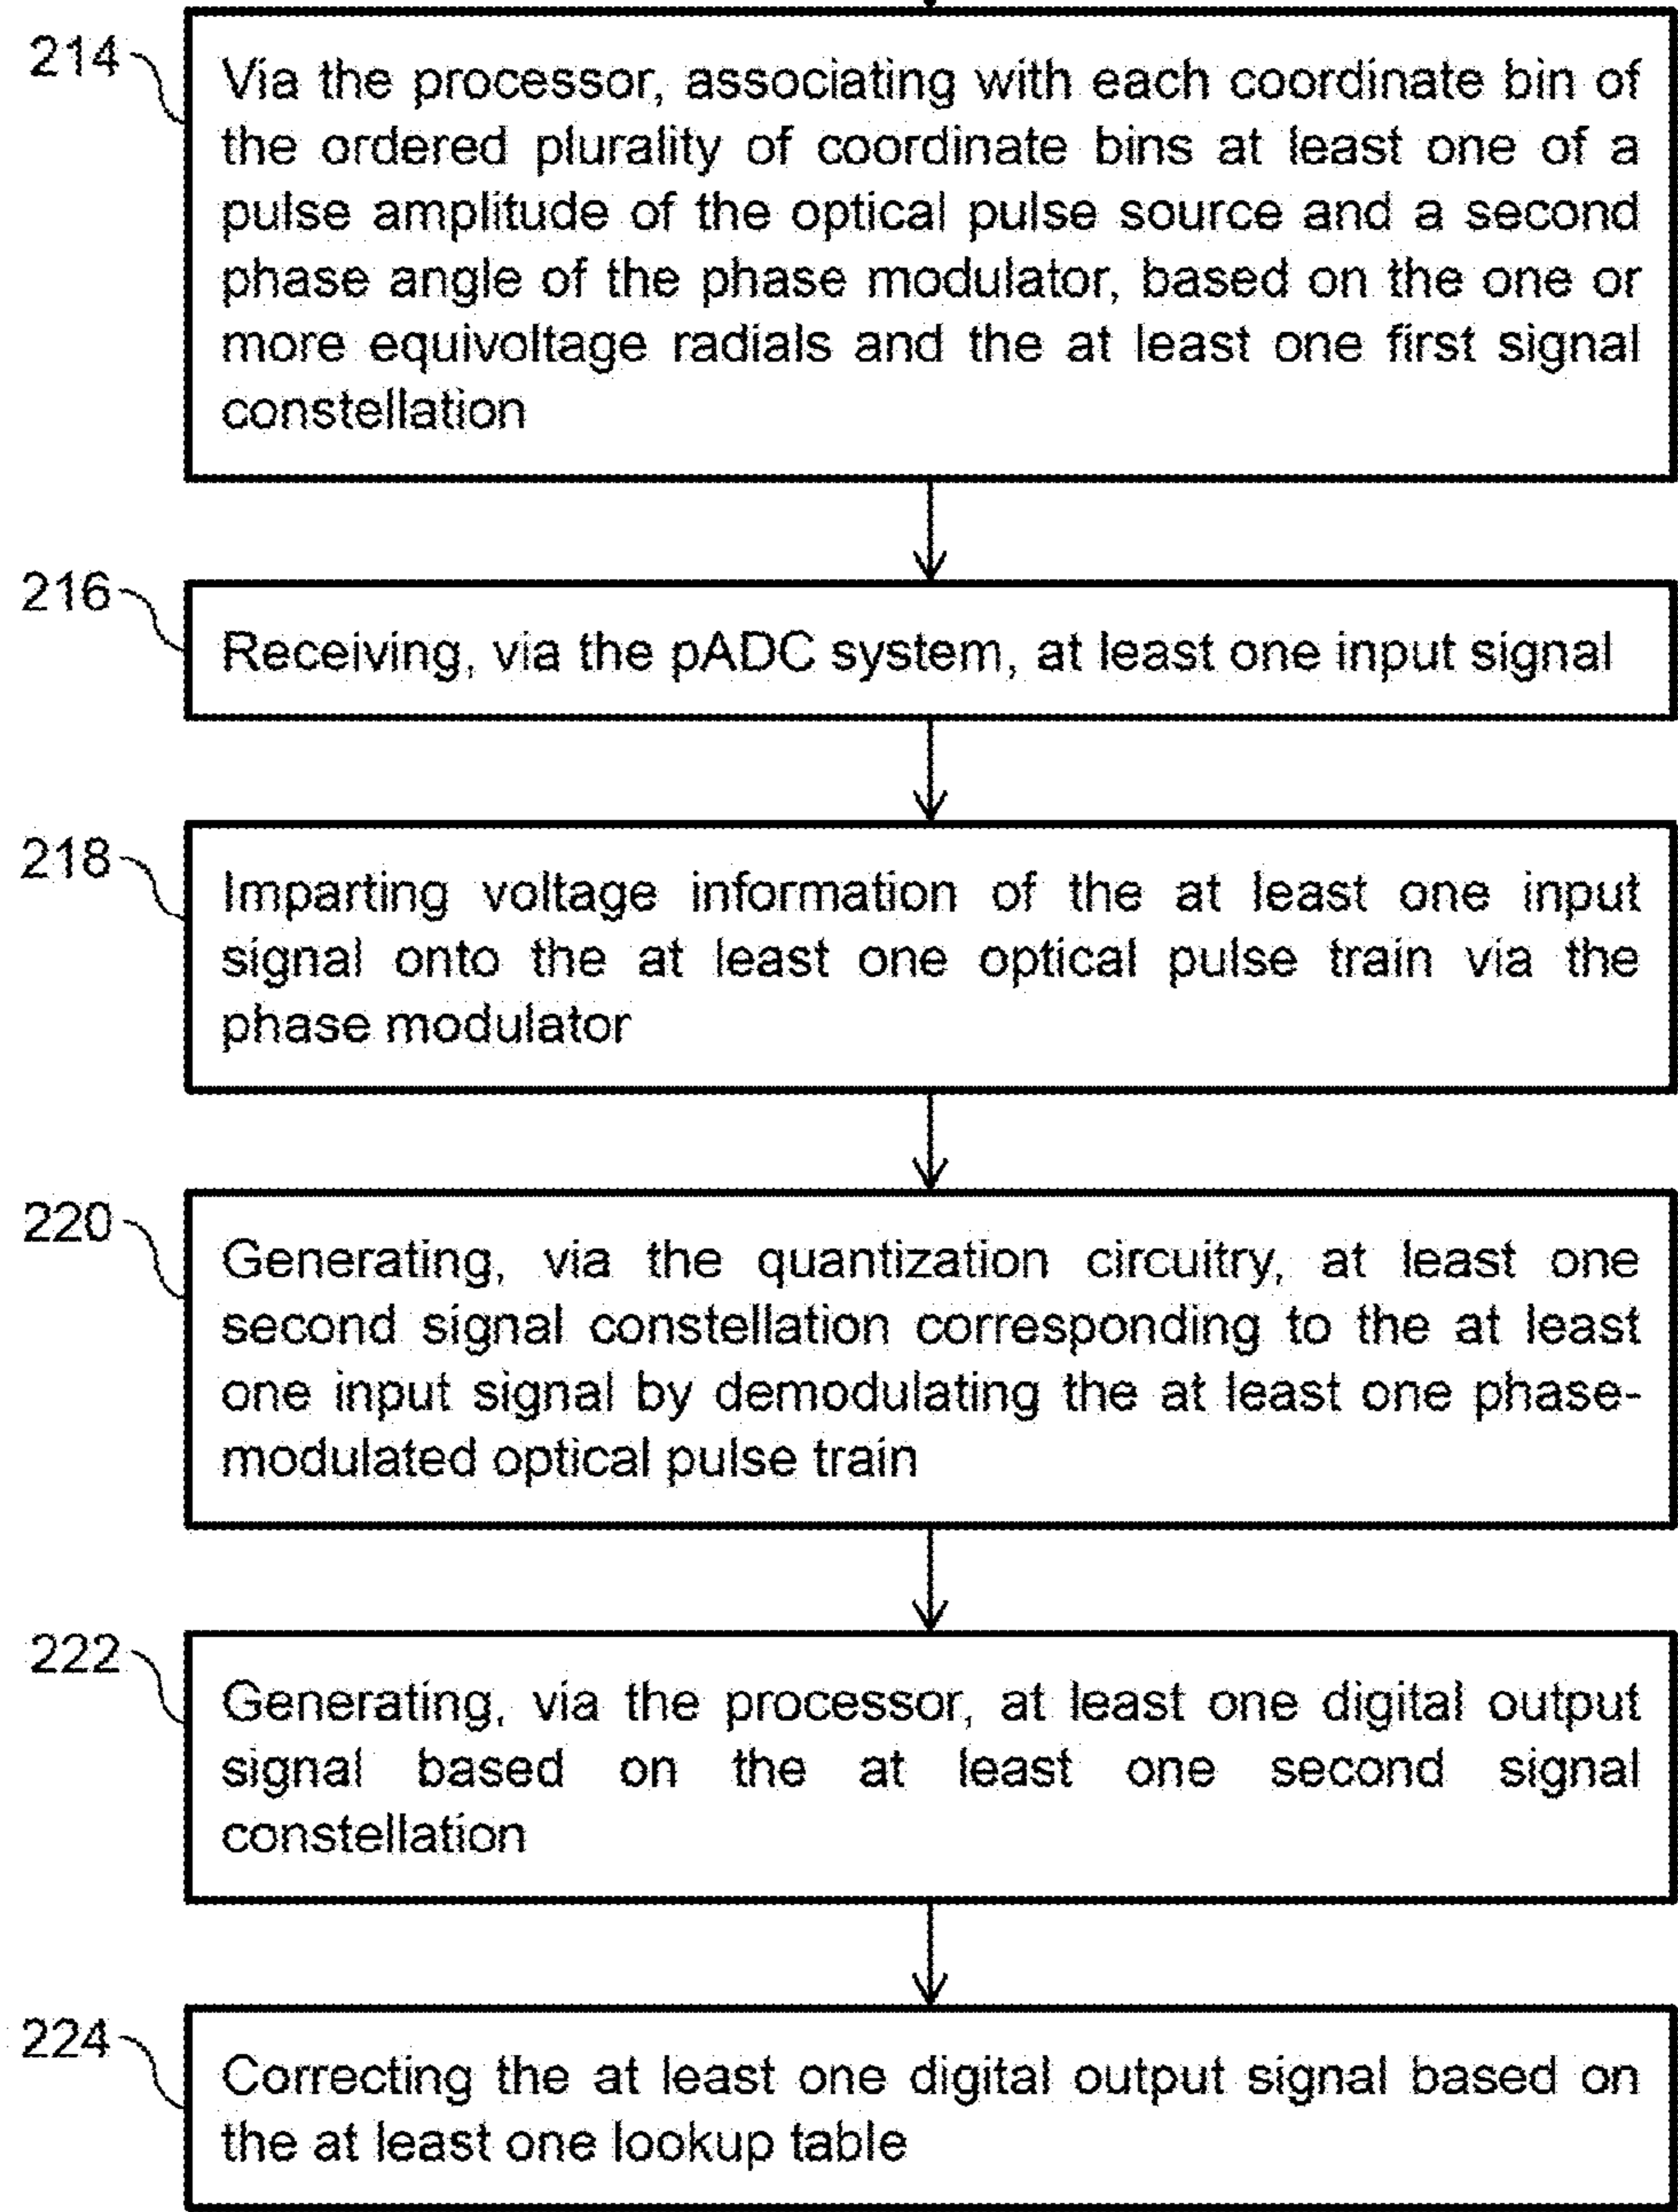 214
Via the processor, associating with each coordinate bin of
the ordered plurality of coordinate bins at least one of a
pulse amplitude of the optical pulse source and a second
phase angle of the phase modulator, based on the one or
more equivoltage radials and the at least one first signal
constellation
216
Receiving, via the pADC system, at least one input signal
218
Imparting voltage information of the at least one input
signal onto the at least one optical pulse train via the
phase modulator
220
Generating, via the quantization circuitry, at least one
second signal constellation corresponding to the at least
one input signal by demodulating the at least one phase-
modulated optical pulse train
222
Generating, via the processor, at least one digital output
signal based on the at least one second signal
constellation
224
Correcting the at least one digital output signal based on
the at least one lookup table